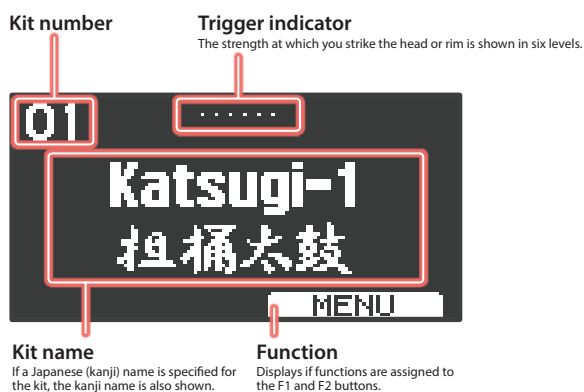 Kit number
Trigger indicator
The strength at which you strike the head or rim is shown in six levels.
01
Katsugi-1
担桶太鼓
MENU
Kit name
If a Japanese (kanji) name is specified for
the kit, the kanji name is also shown.
Function
Displays if functions are assigned to
the F1 and F2 buttons.